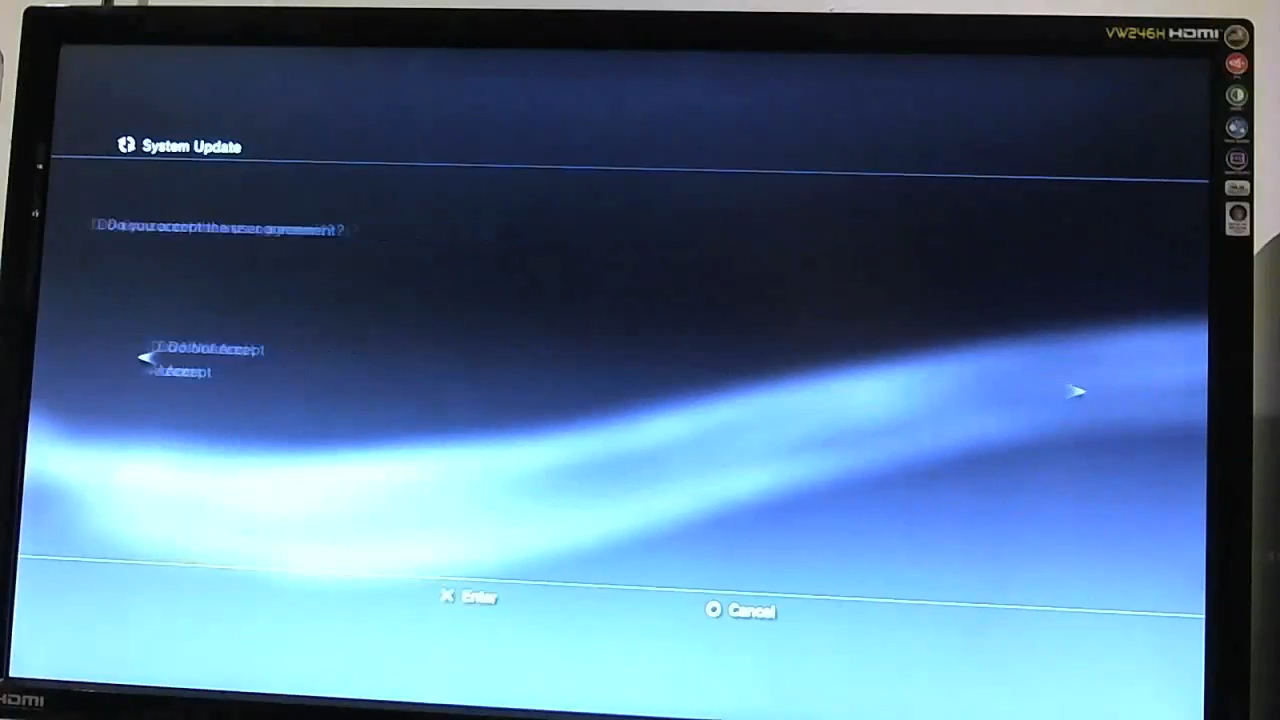 VW246H HDMI
System Update
Do you accept the user agreement?
Do Not Accept
Accept
Enter
Cancel
HDMI